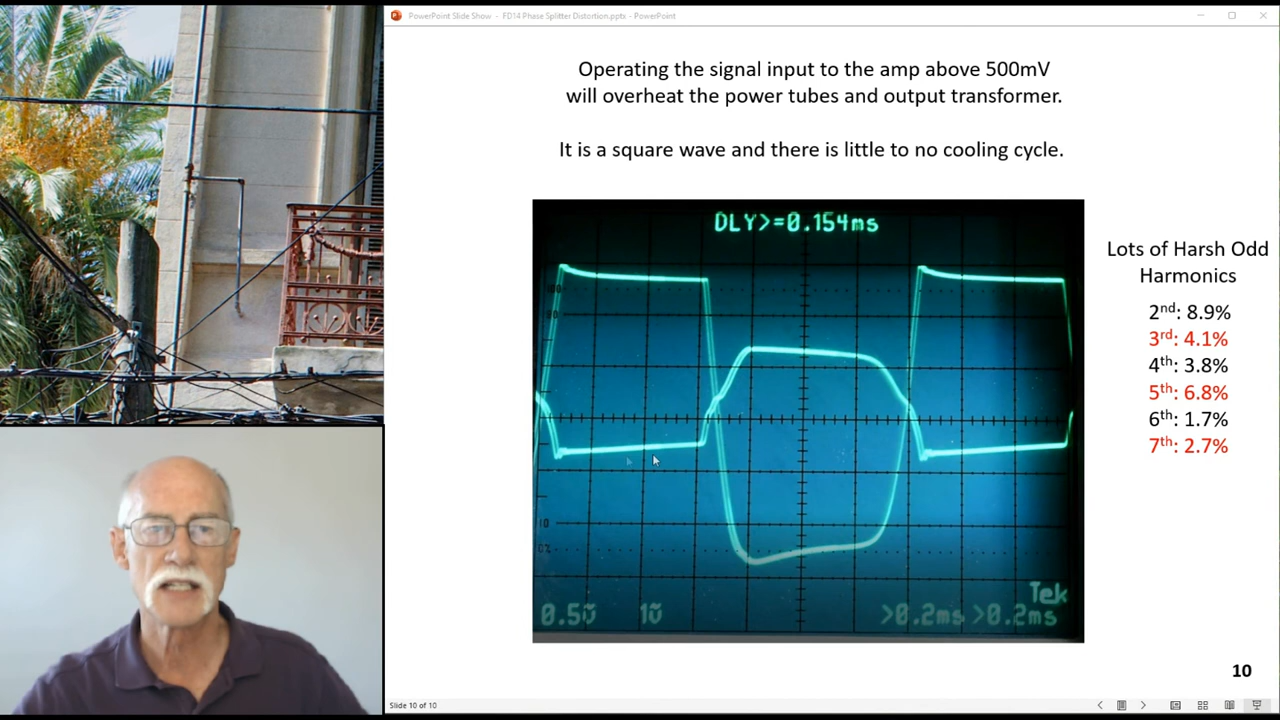 PowerPoint Slide Show - FD14 Phase Splitter Distortion.pptx - PowerPoint
Operating the signal input to the amp above 500mV
will overheat the power tubes and output transformer.
It is a square wave and there is little to no cooling cycle.
DLY>=0.154ms
100
90
10
0%
Tek
0.5V 1V >0.2ms >0.2ms
Lots of Harsh Odd
Harmonics
2nd: 8.9%
3rd: 4.1%
4th: 3.8%
5th: 6.8%
6th: 1.7%
7th: 2.7%
10
Slide 10 of 10